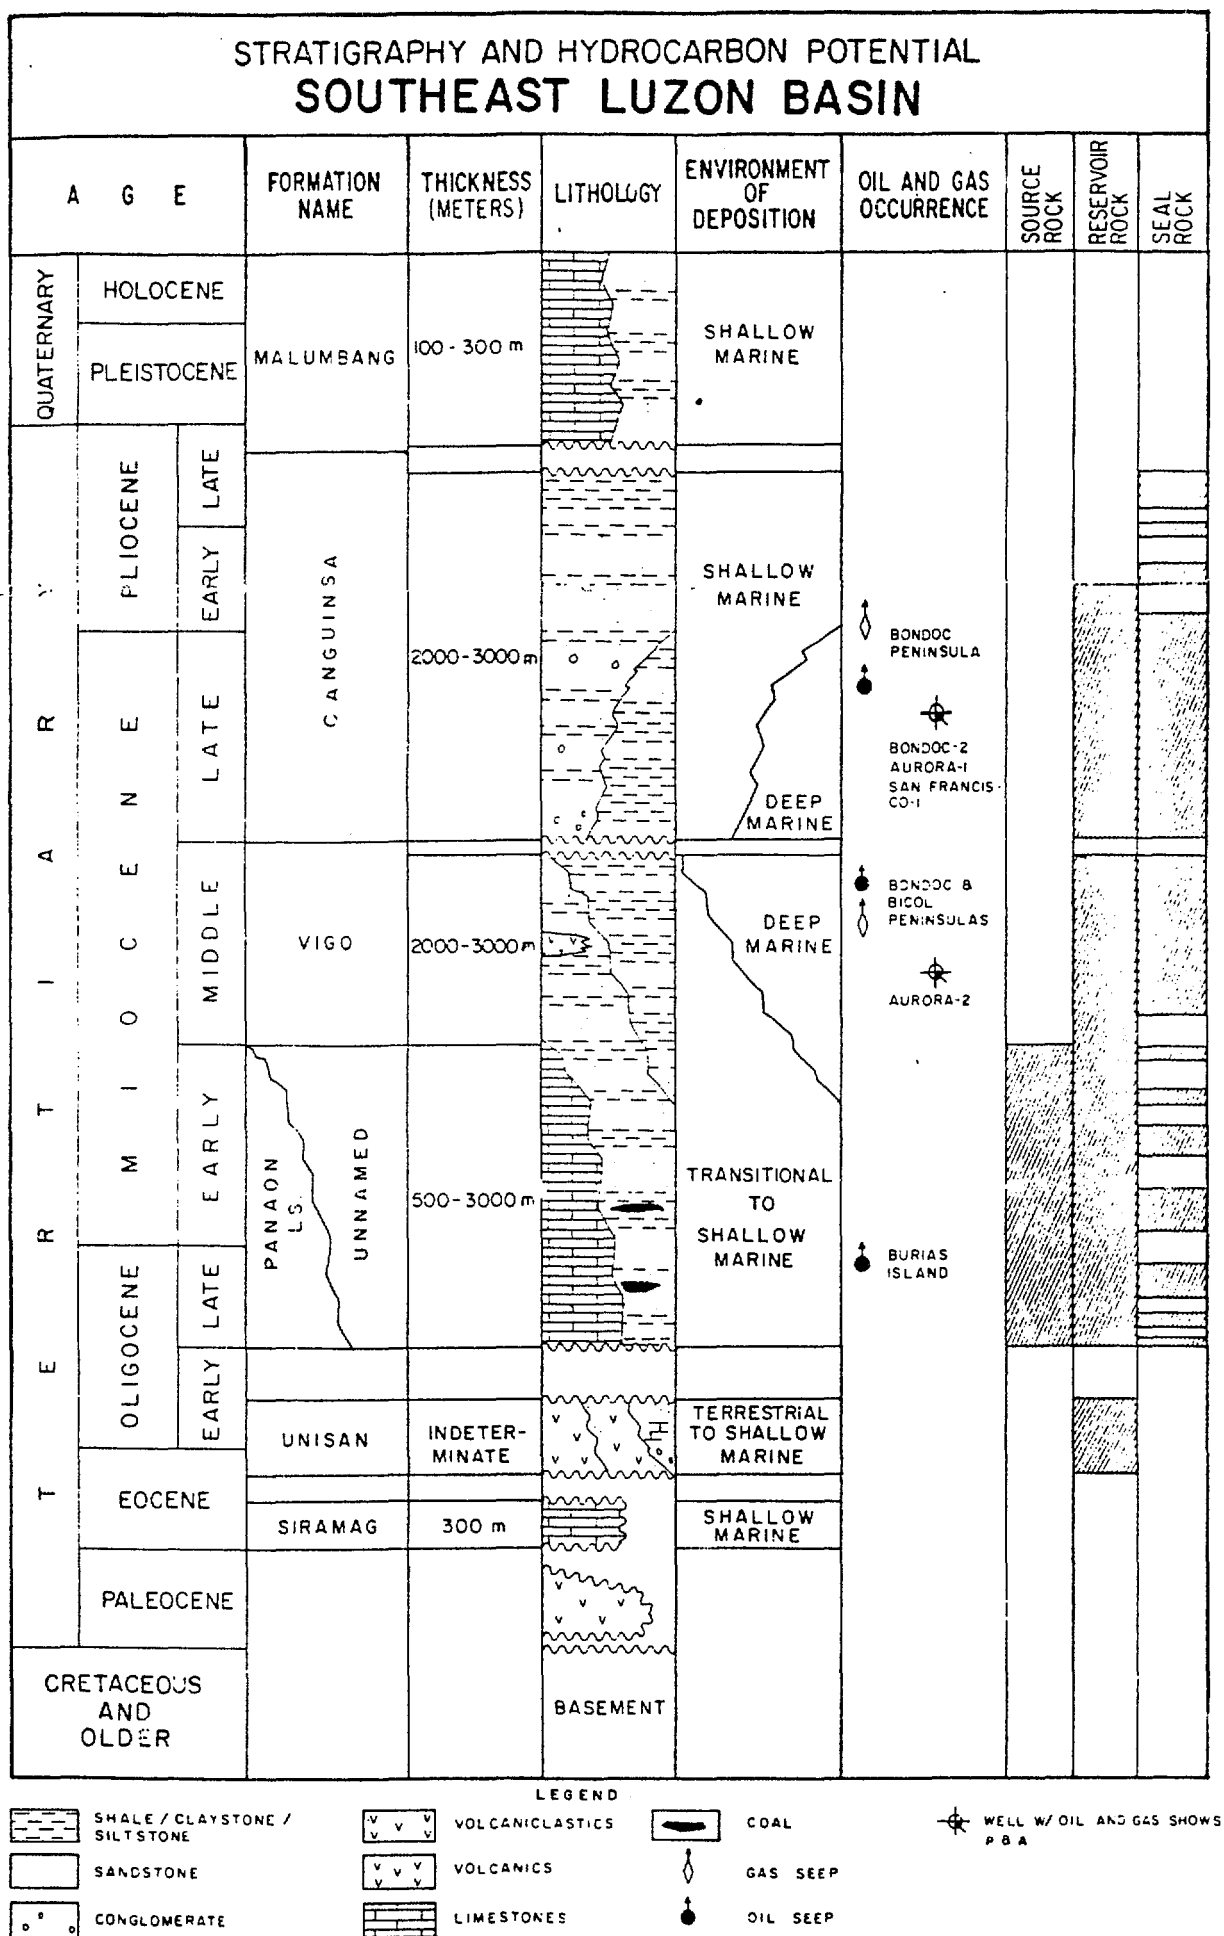 STRATIGRAPHY AND HYDROCARBON POTENTIAL
SOUTHEAST LUZON BASIN
AGE
FORMATION
NAME
THICKNESS
(METERS)
LITHOLOGY
ENVIRONMENT
OF
DEPOSITION
OIL AND GAS
OCCURRENCE
SOURCE
ROCK
RESERVOIR
ROCK
SEAL
ROCK
QUATERNARY
HOLOCENE
PLEISTOCENE
MALUMBANG
100-300 m
SHALLOW
MARINE
TERTIARY
PLIOCENE
LATE
EARLY
CANGUINSA
2000-3000 m
SHALLOW
MARINE
DEEP
MARINE
BONDOC
PENINSULA
BONDOC-2
AURORA-1
SAN FRANCIS-
CO-1
MIOCENE
LATE
MIDDLE
EARLY
VIGO
2000-3000 m
DEEP
MARINE
BONDOC &
BICOL
PENINSULAS
AURORA-2
PANAON
LS.
UNNAMED
500-3000 m
TRANSITIONAL
TO
SHALLOW
MARINE
BURIAS
ISLAND
OLIGOCENE
LATE
EARLY
UNISAN
INDETER-
MINATE
TERRESTRIAL
TO SHALLOW
MARINE
EOCENE
SIRAMAG
300 m
SHALLOW
MARINE
PALEOCENE
CRETACEOUS
AND
OLDER
BASEMENT
LEGEND
SHALE / CLAYSTONE /
SILTSTONE
SANDSTONE
CONGLOMERATE
VOLCANICLASTICS
VOLCANICS
LIMESTONES
COAL
GAS SEEP
OIL SEEP
WELL W/ OIL AND GAS SHOWS
P & A